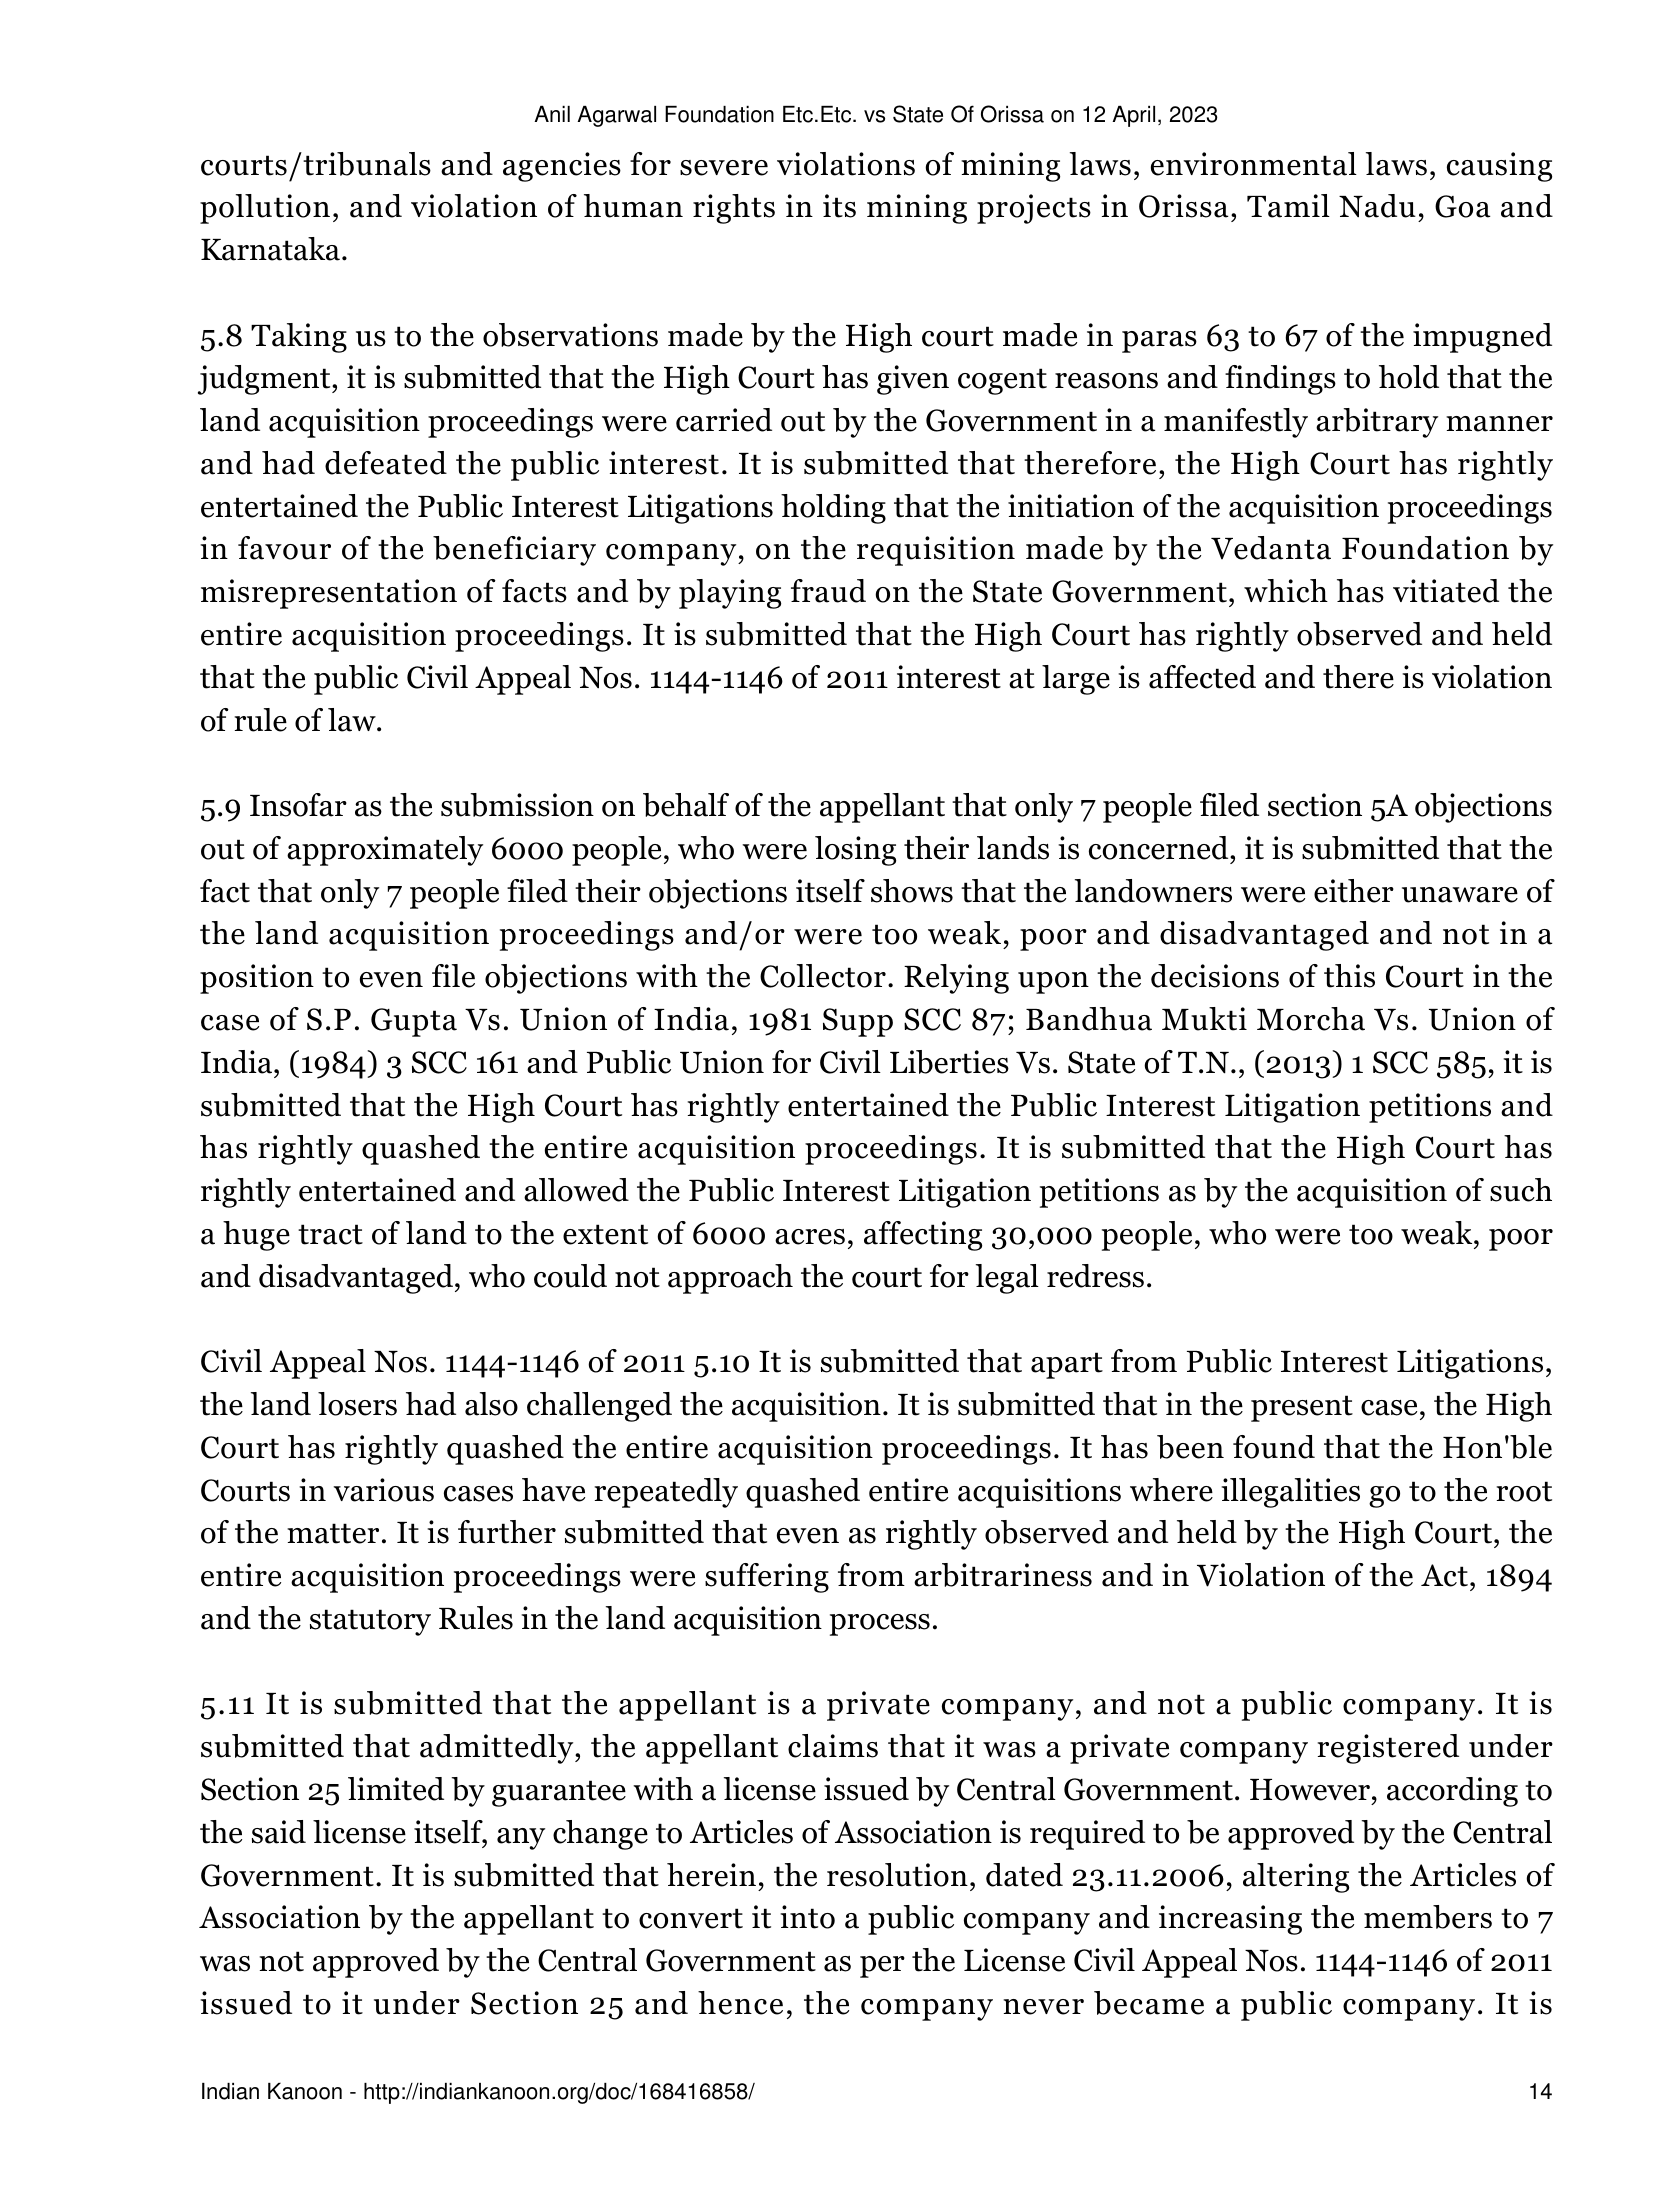 Anil Agarwal Foundation Etc.Etc. vs State Of Orissa on 12 April, 2023
courts/tribunals and agencies for severe violations of mining laws, environmental laws, causing
pollution, and violation of human rights in its mining projects in Orissa, Tamil Nadu, Goa and
Karnataka.
5.8 Taking us to the observations made by the High court made in paras 63 to 67 of the impugned
judgment, it is submitted that the High Court has given cogent reasons and findings to hold that the
land acquisition proceedings were carried out by the Government in a manifestly arbitrary manner
and had defeated the public interest. It is submitted that therefore, the High Court has rightly
entertained the Public Interest Litigations holding that the initiation of the acquisition proceedings
in favour of the beneficiary company, on the requisition made by the Vedanta Foundation by
misrepresentation of facts and by playing fraud on the State Government, which has vitiated the
entire acquisition proceedings. It is submitted that the High Court has rightly observed and held
that the public Civil Appeal Nos. 1144-1146 of 2011 interest at large is affected and there is violation
of rule of law.
5.9 Insofar as the submission on behalf of the appellant that only 7 people filed section 5A objections
out of approximately 6000 people, who were losing their lands is concerned, it is submitted that the
fact that only 7 people filed their objections itself shows that the landowners were either unaware of
the land acquisition proceedings and/or were too weak, poor and disadvantaged and not in a
position to even file objections with the Collector. Relying upon the decisions of this Court in the
case of S.P. Gupta Vs. Union of India, 1981 Supp SCC 87; Bandhua Mukti Morcha Vs. Union of
India, (1984) 3 SCC 161 and Public Union for Civil Liberties Vs. State of T.N., (2013) 1 SCC 585, it is
submitted that the High Court has rightly entertained the Public Interest Litigation petitions and
has rightly quashed the entire acquisition proceedings. It is submitted that the High Court has
rightly entertained and allowed the Public Interest Litigation petitions as by the acquisition of such
a huge tract of land to the extent of 6000 acres, affecting 30,000 people, who were too weak, poor
and disadvantaged, who could not approach the court for legal redress.
Civil Appeal Nos. 1144-1146 of 2011 5.10 It is submitted that apart from Public Interest Litigations,
the land losers had also challenged the acquisition. It is submitted that in the present case, the High
Court has rightly quashed the entire acquisition proceedings. It has been found that the Hon'ble
Courts in various cases have repeatedly quashed entire acquisitions where illegalities go to the root
of the matter. It is further submitted that even as rightly observed and held by the High Court, the
entire acquisition proceedings were suffering from arbitrariness and in Violation of the Act, 1894
and the statutory Rules in the land acquisition process.
5.11 It is submitted that the appellant is a private company, and not a public company. It is
submitted that admittedly, the appellant claims that it was a private company registered under
Section 25 limited by guarantee with a license issued by Central Government. However, according to
the said license itself, any change to Articles of Association is required to be approved by the Central
Government. It is submitted that herein, the resolution, dated 23.11.2006, altering the Articles of
Association by the appellant to convert it into a public company and increasing the members to 7
was not approved by the Central Government as per the License Civil Appeal Nos. 1144-1146 of 2011
issued to it under Section 25 and hence, the company never became a public company. It is
Indian Kanoon - http://indiankanoon.org/doc/168416858/ 14